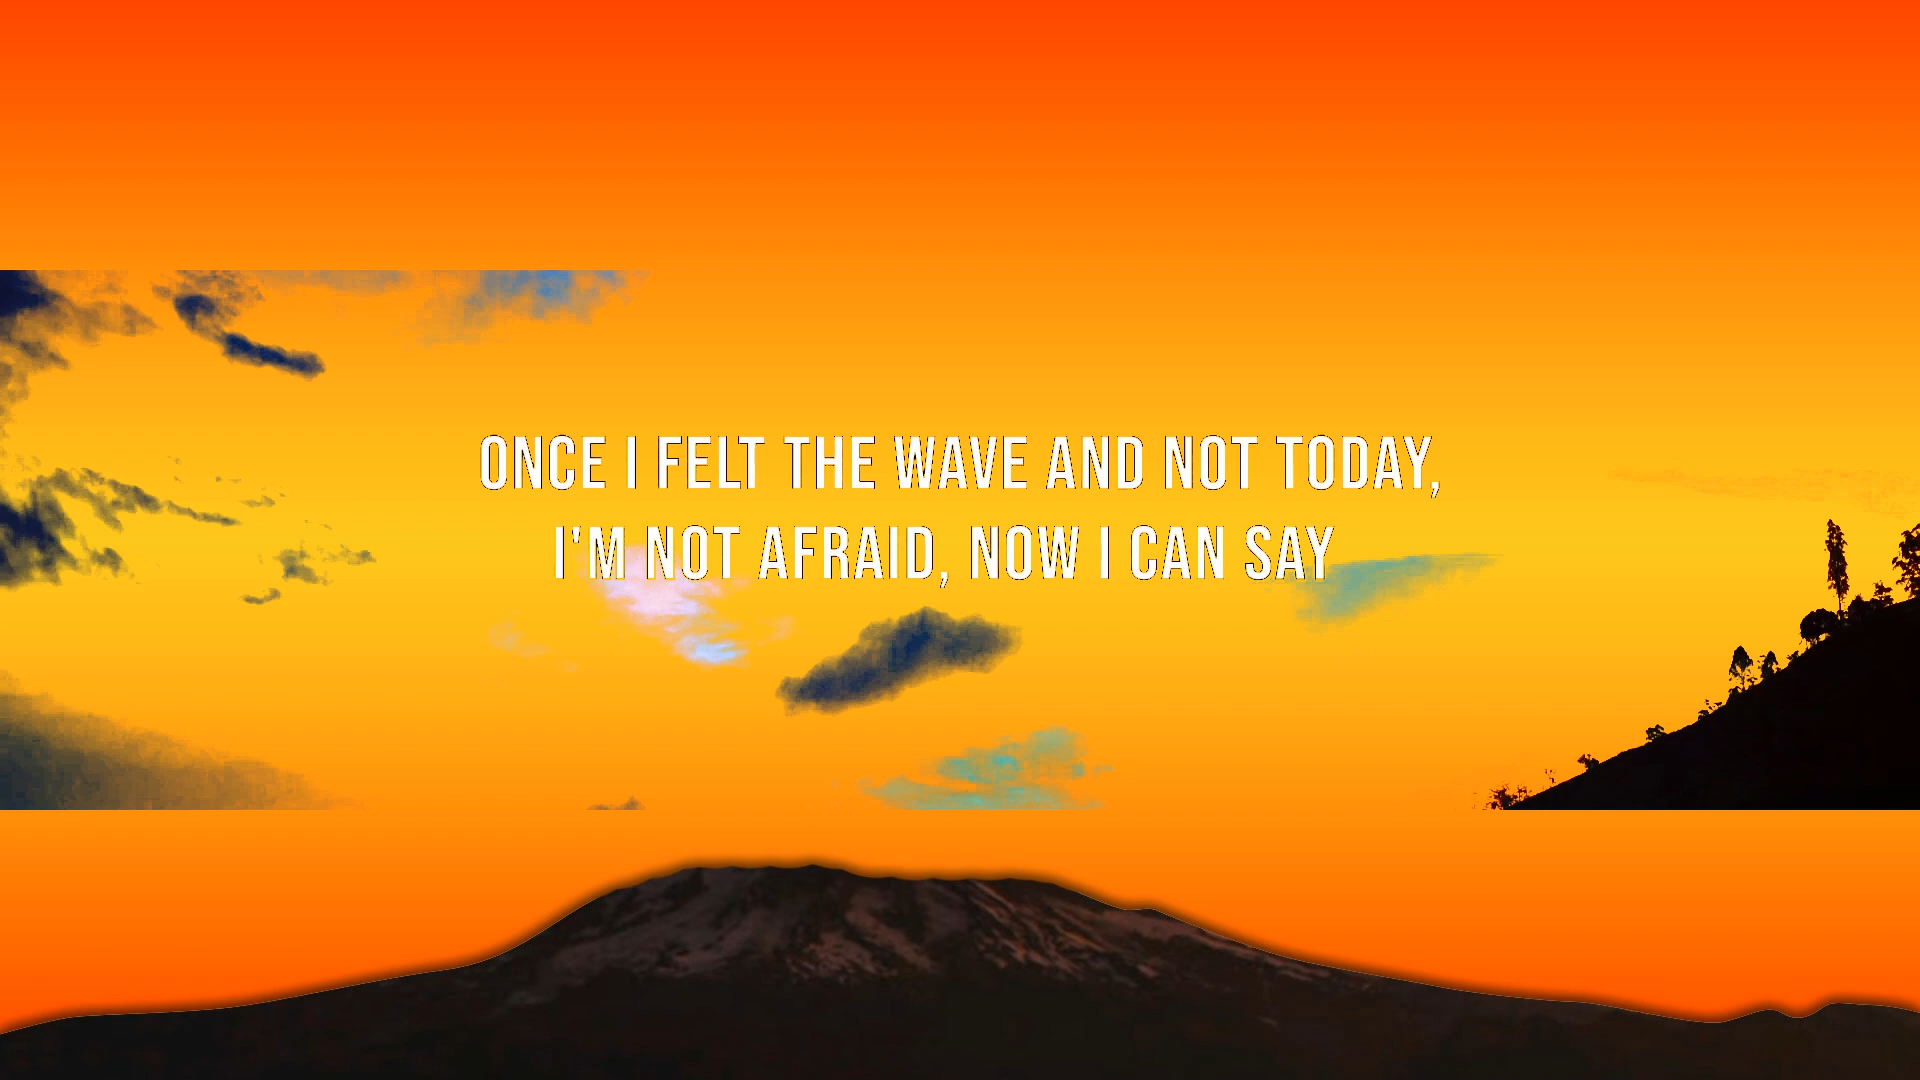 ONCE I FELT THE WAVE AND NOT TODAY,
I'M NOT AFRAID, NOW I CAN SAY